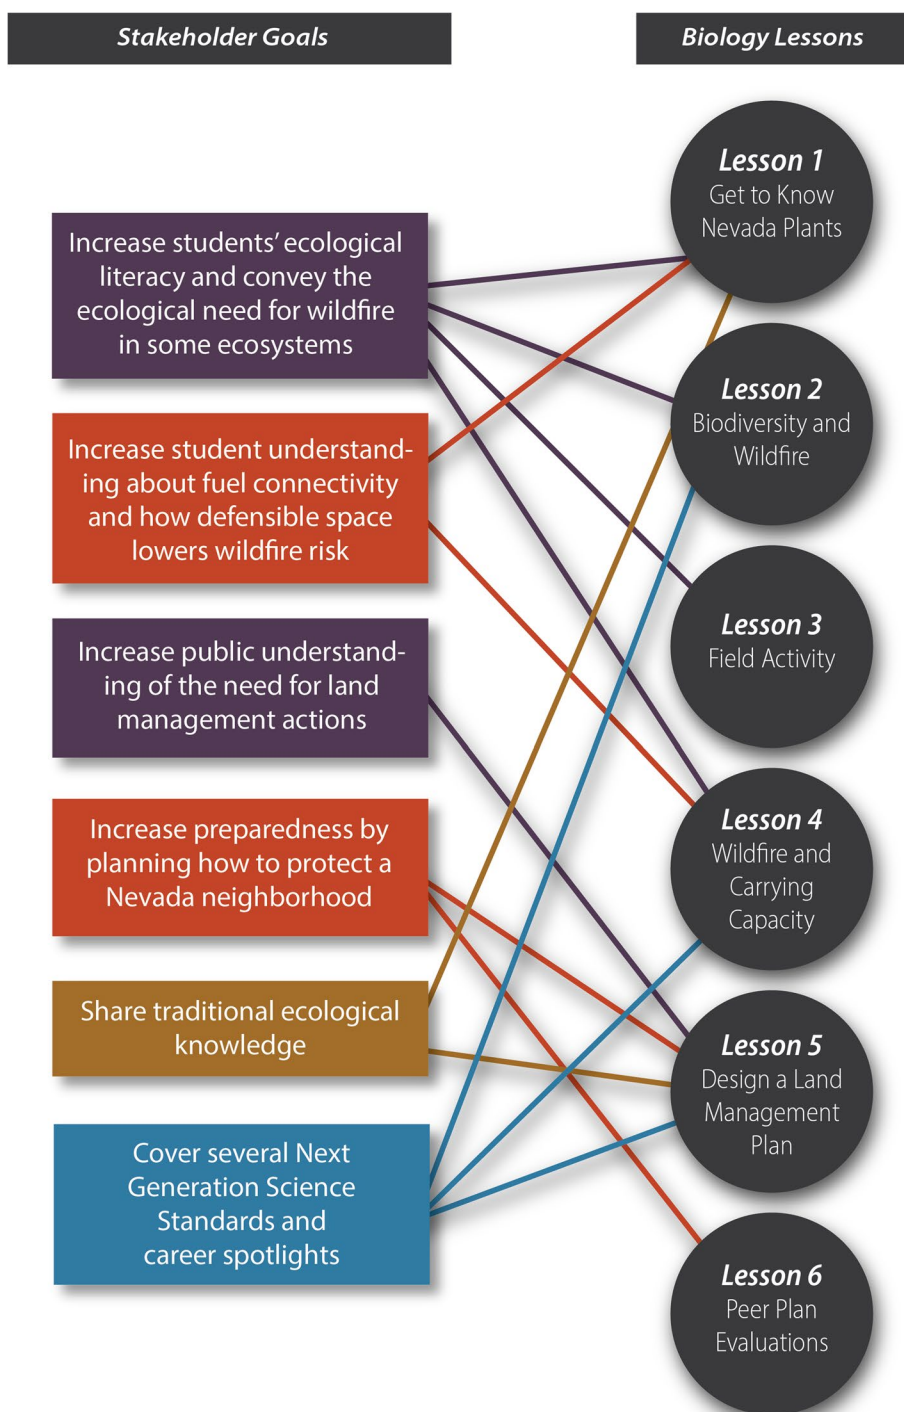 Stakeholder Goals
Biology Lessons
Increase students’ ecological
literacy and convey the
ecological need for wildfire
in some ecosystems
Increase student understand-
ing about fuel connectivity
and how defensible space
lowers wildfire risk
Increase public understand-
ing of the need for land
management actions
Increase preparedness by
planning how to protect a
Nevada neighborhood
Share traditional ecological
knowledge
Cover several Next
Generation Science
Standards and
career spotlights
Lesson 1
Get to Know
Nevada Plants
Lesson 2
Biodiversity and
Wildfire
Lesson 3
Field Activity
Lesson 4
Wildfire and
Carrying
Capacity
Lesson 5
Design a Land
Management
Plan
Lesson 6
Peer Plan
Evaluations